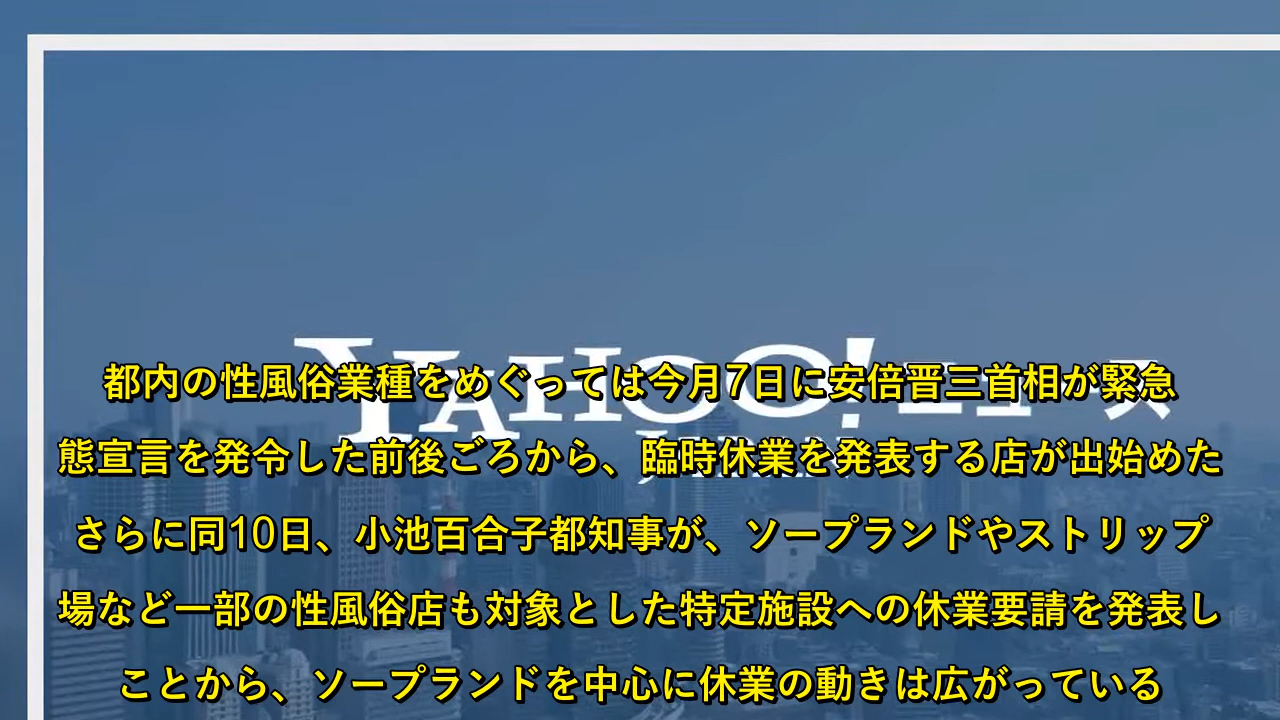 YAHOO!ニュース
JAPAN
都内の性風俗業種をめぐっては今月7日に安倍晋三首相が緊急
態宣言を発令した前後ごろから、臨時休業を発表する店が出始めた
さらに同10日、小池百合子都知事が、ソープランドやストリップ
場など一部の性風俗店も対象とした特定施設への休業要請を発表し
ことから、ソープランドを中心に休業の動きは広がっている